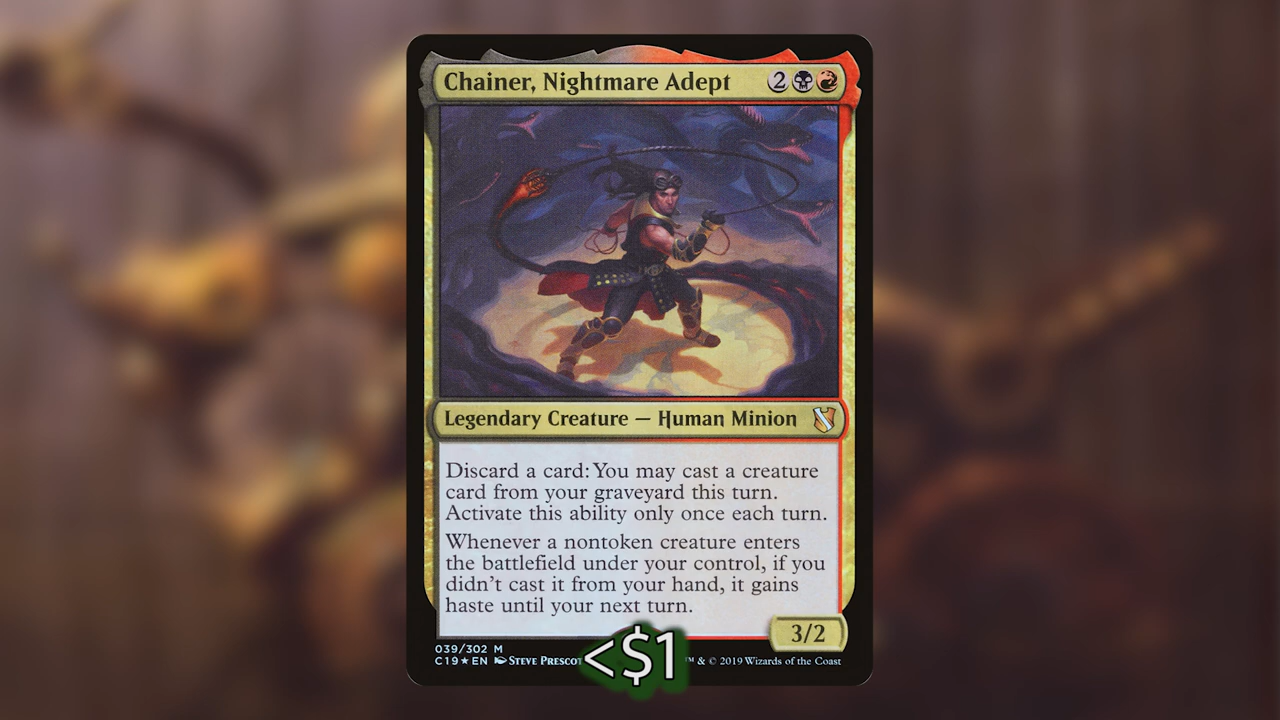 Chainer, Nightmare Adept 2
Legendary Creature — Human Minion
Discard a card: You may cast a creature
card from your graveyard this turn.
Activate this ability only once each turn.
Whenever a nontoken creature enters
the battlefield under your control, if you
didn't cast it from your hand, it gains
haste until your next turn.
3/2
039/302 M
C19★EN STEVE PRESCOT ™ & © 2019 Wizards of the Coast
<$1